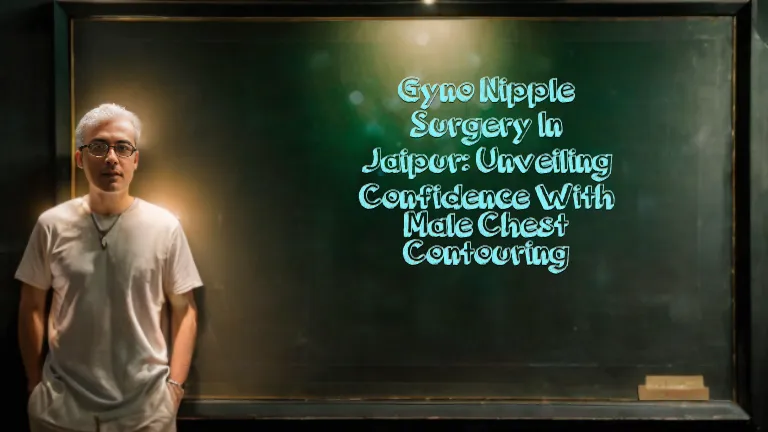 Gyno Nipple
Surgery In
Jaipur: Unveiling
Confidence With
Male Chest
Contouring